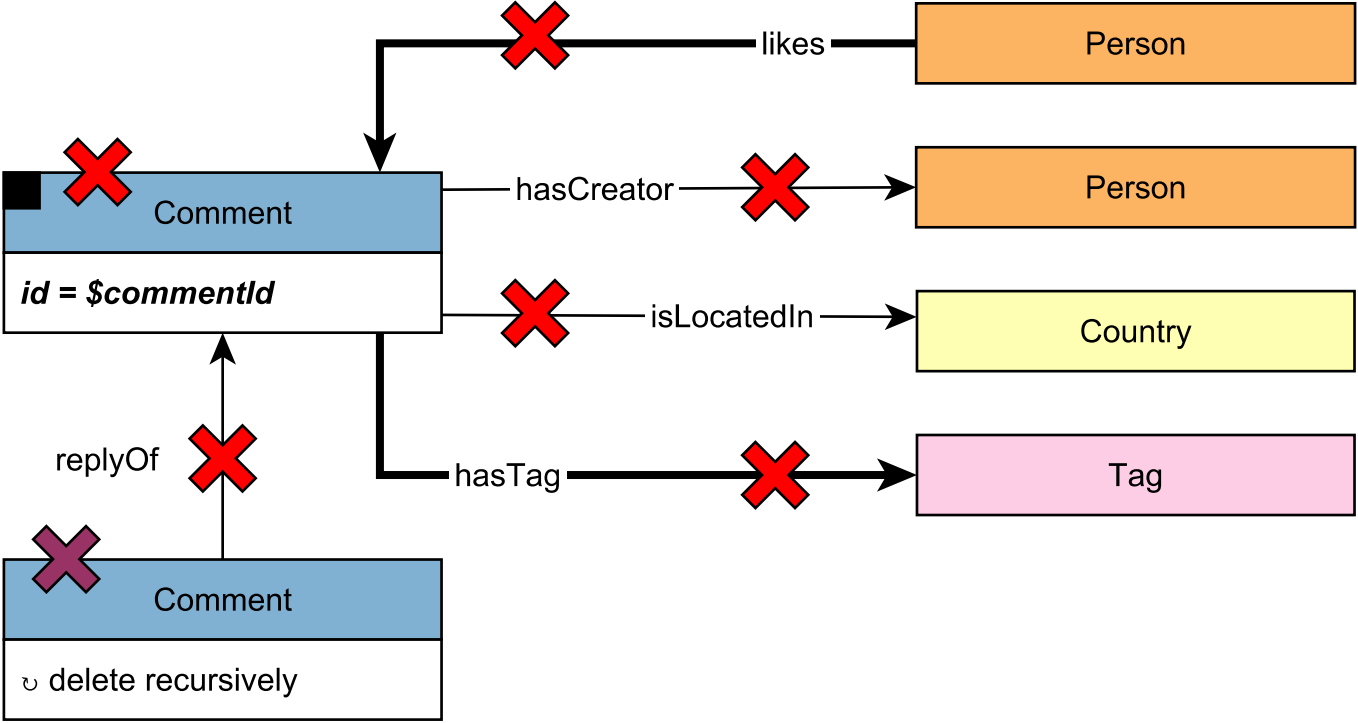 likes
Person
Comment
hasCreator
Person
id = $commentId
isLocatedIn
Country
replyOf
hasTag
Tag
Comment
↻ delete recursively